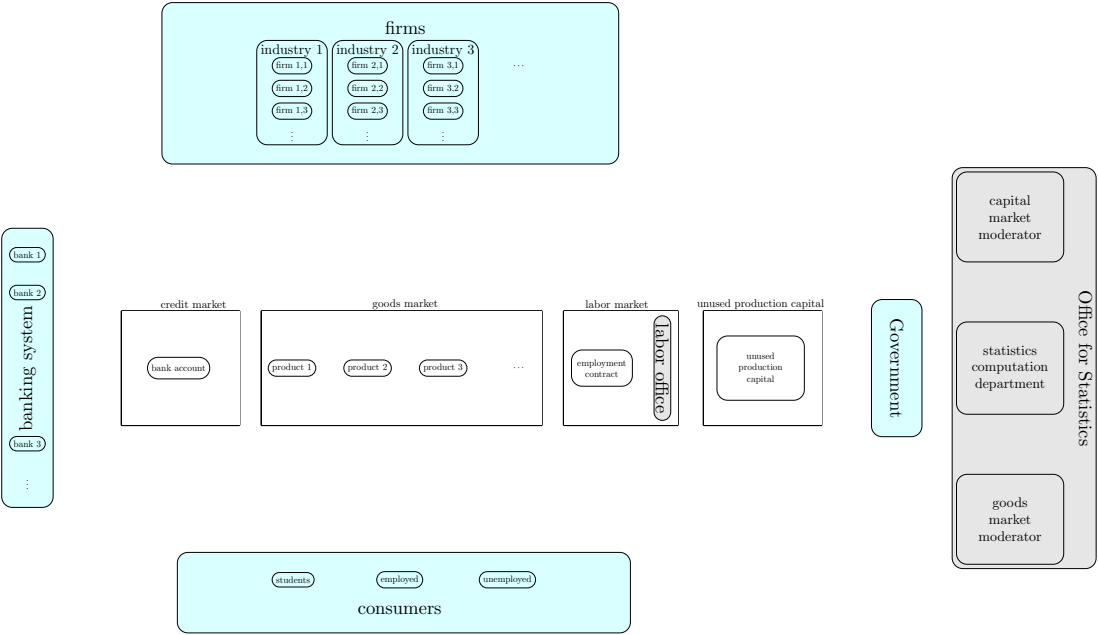 firms
industry 1 industry 2 industry 3
firm 1,1 firm 2,1 firm 3,1 ...
firm 1,2 firm 2,2 firm 3,2
firm 1,3 firm 2,3 firm 3,3
⋮ ⋮ ⋮
banking system
bank 1
bank 2
bank 3
⋮
credit market
bank account
goods market
product 1 product 2 product 3 ...
labor market
employment
contract
labor office
unused production capital
unused
production
capital
Government
Office for Statistics
capital
market
moderator
statistics
computation
department
goods
market
moderator
students employed unemployed
consumers